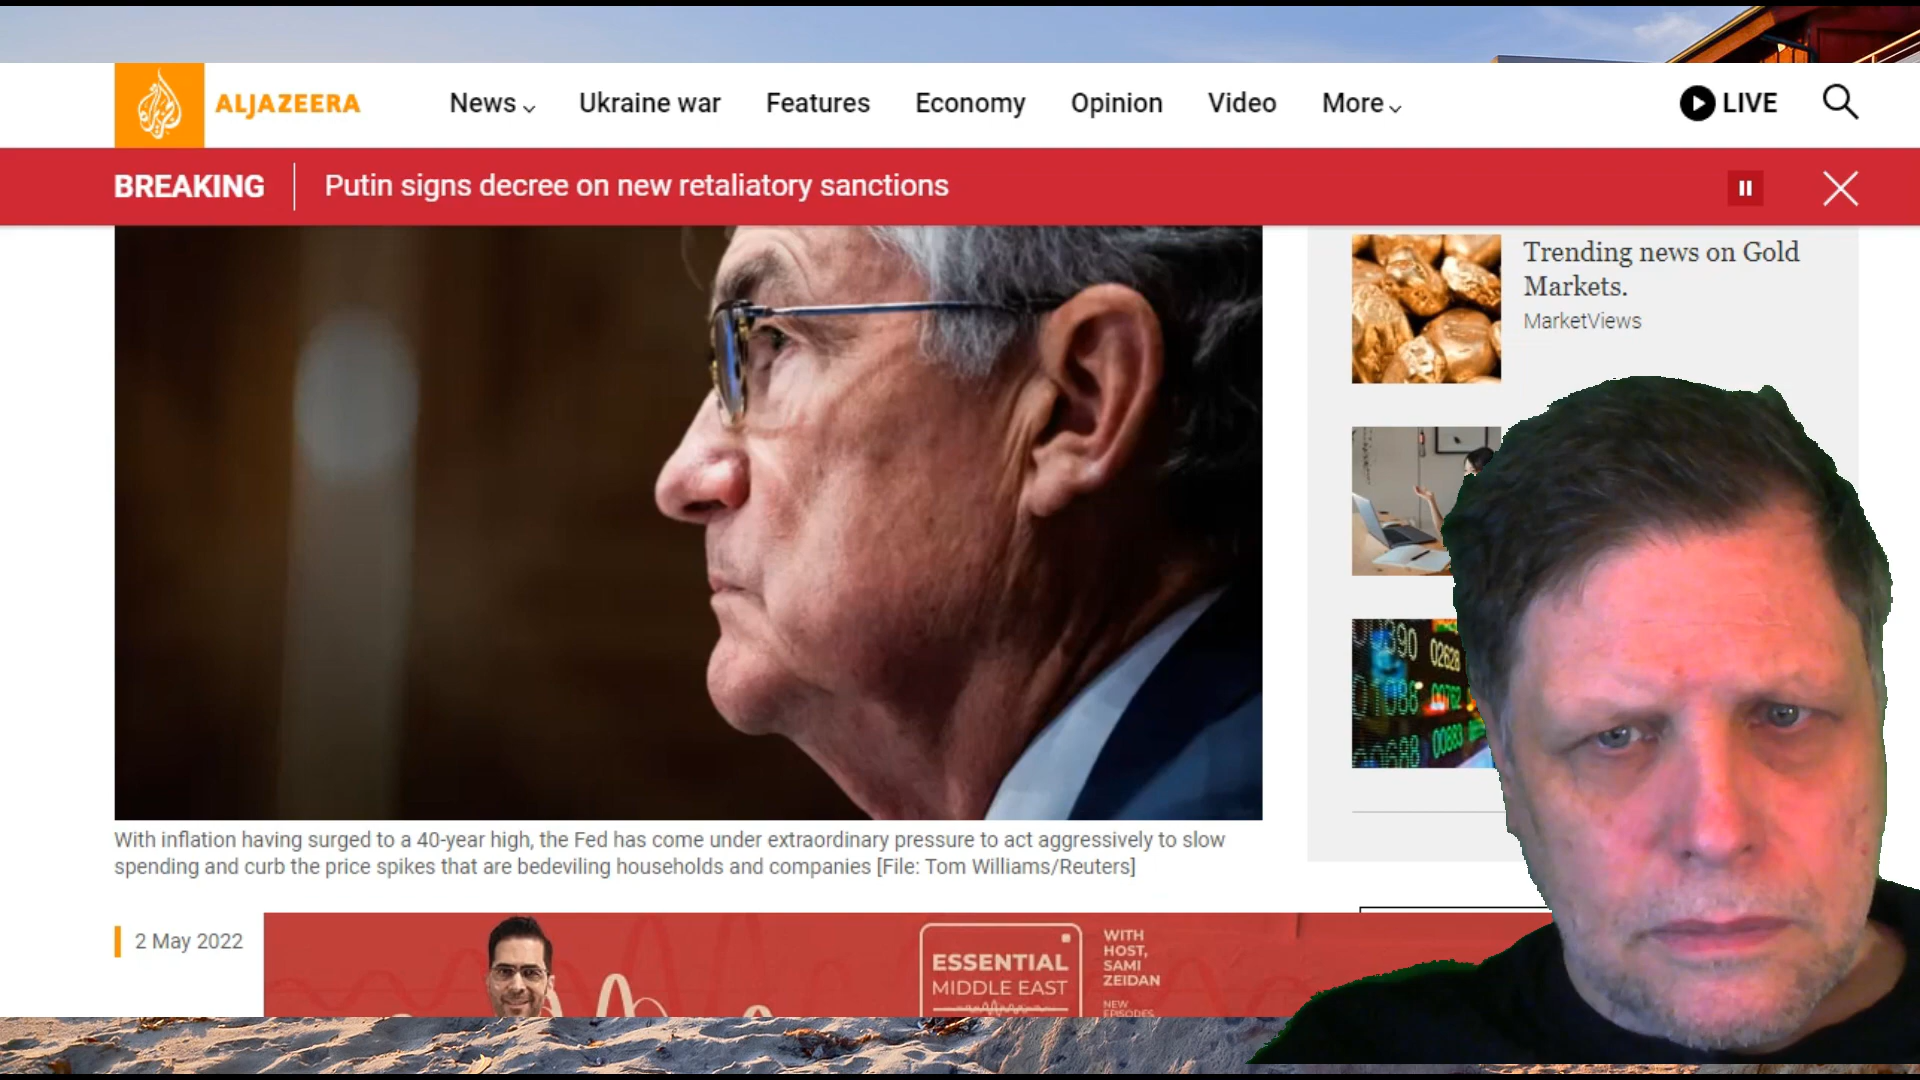 ALJAZEERA
News
Ukraine war
Features
Economy
Opinion
Video
More
LIVE
BREAKING
Putin signs decree on new retaliatory sanctions
Trending news on Gold
Markets.
MarketViews
With inflation having surged to a 40-year high, the Fed has come under extraordinary pressure to act aggressively to slow
spending and curb the price spikes that are bedeviling households and companies [File: Tom Williams/Reuters]
2 May 2022
ESSENTIAL
MIDDLE EAST
WITH
HOST,
SAMI
ZEIDAN
NEW
EPISODES